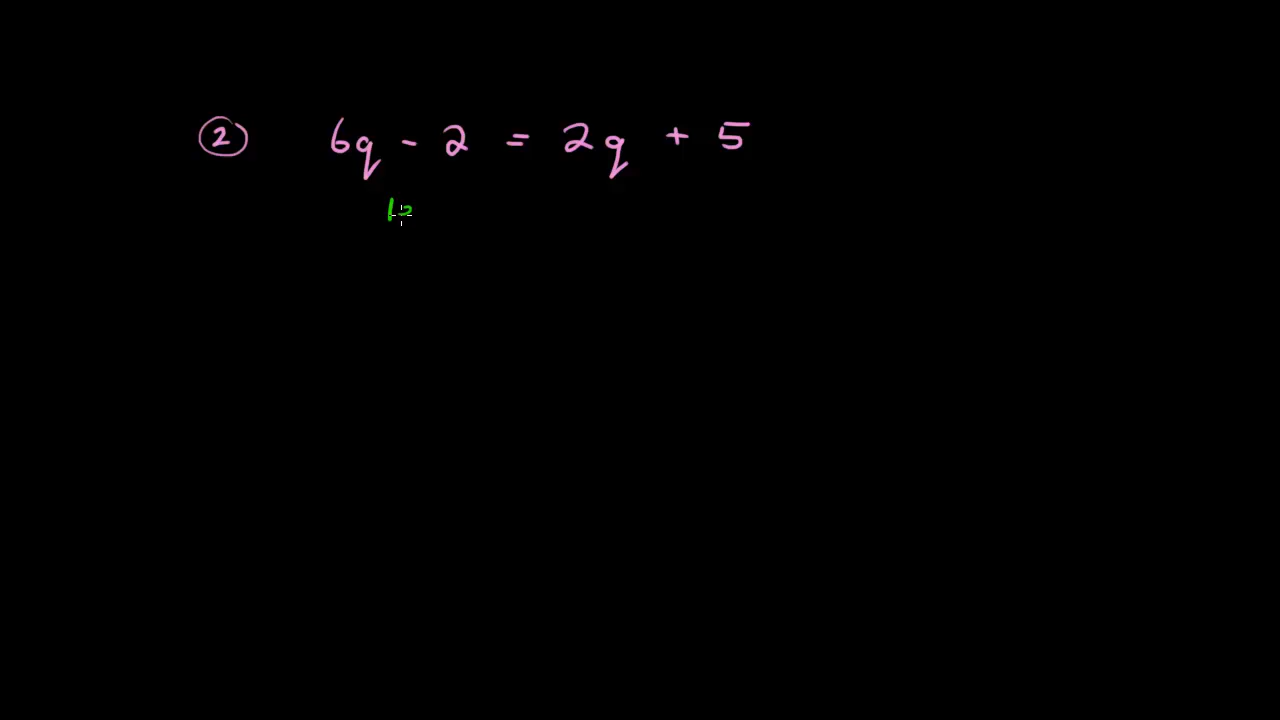 ② 6q - 2 = 2q + 5